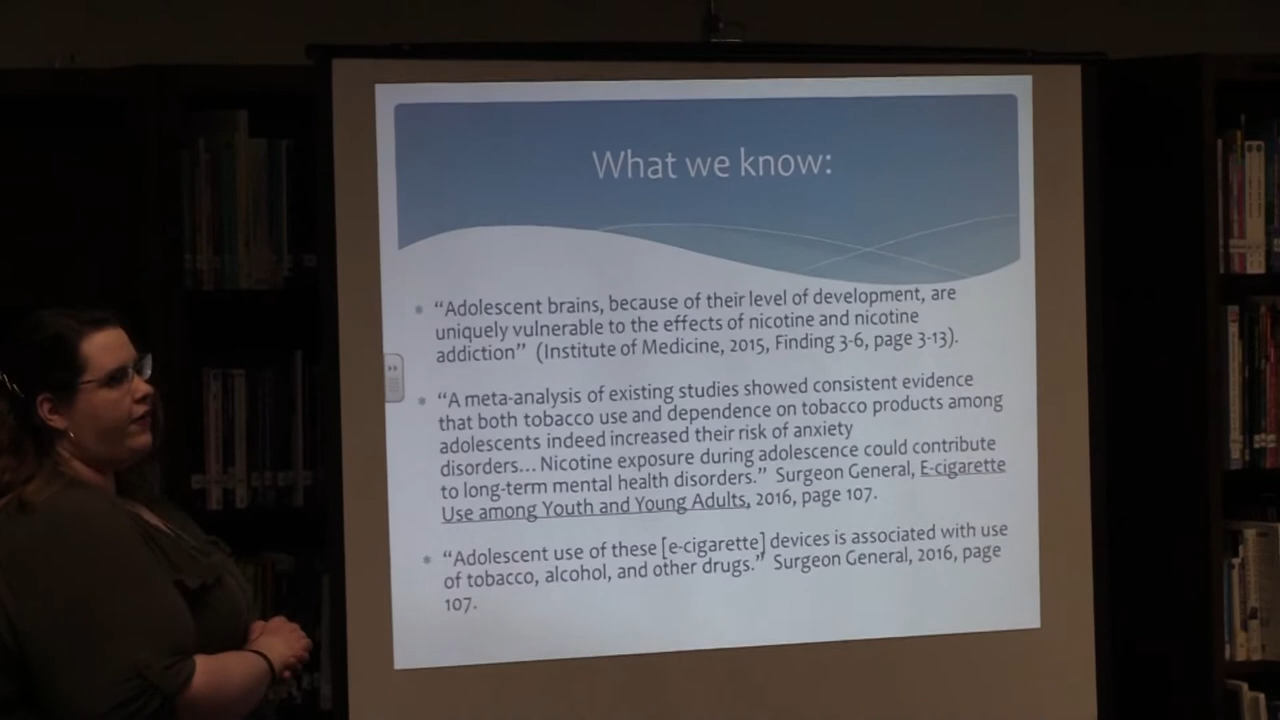 What we know:
“Adolescent brains, because of their level of development, are
uniquely vulnerable to the effects of nicotine and nicotine
addiction” (Institute of Medicine, 2015, Finding 3-6, page 3-13).
“A meta-analysis of existing studies showed consistent evidence
that both tobacco use and dependence on tobacco products among
adolescents indeed increased their risk of anxiety
disorders... Nicotine exposure during adolescence could contribute
to long-term mental health disorders.” Surgeon General, E-cigarette
Use among Youth and Young Adults, 2016, page 107.
“Adolescent use of these [e-cigarette] devices is associated with use
of tobacco, alcohol, and other drugs.” Surgeon General, 2016, page
107.